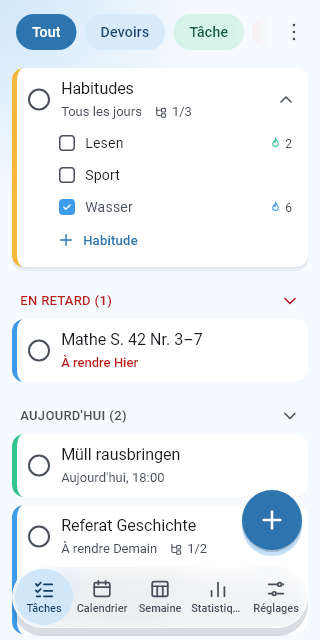 Tout Devoirs Tâche
Habitudes
Tous les jours 1/3
Lesen 2
Sport
Wasser 6
Habitude
EN RETARD (1)
Mathe S. 42 Nr. 3–7
À rendre Hier
AUJOURD'HUI (2)
Müll rausbringen
Aujourd'hui, 18:00
Referat Geschichte
À rendre Demain 1/2
Tâches Calendrier Semaine Statistiq... Réglages